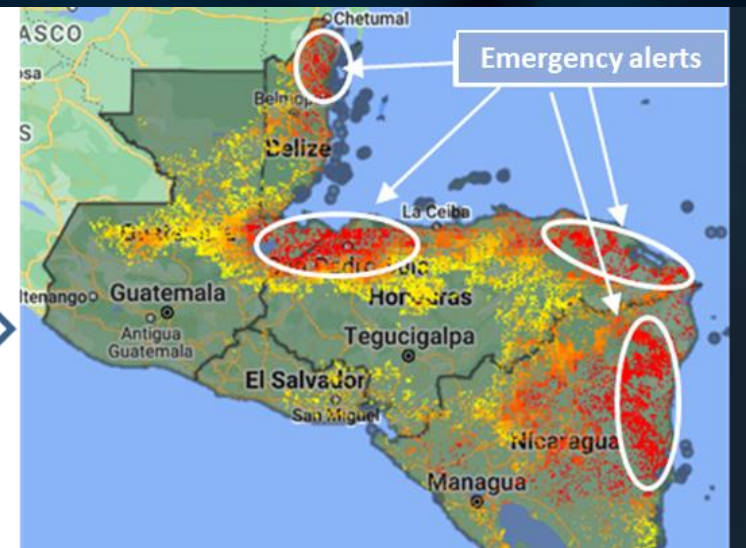 ASCO
Chetumal
Emergency alerts
Belize
La Ceiba
Guatemala
Honduras
Antigua
Guatemala
Tegucigalpa
El Salvador
San Miguel
Nicaragua
Managua